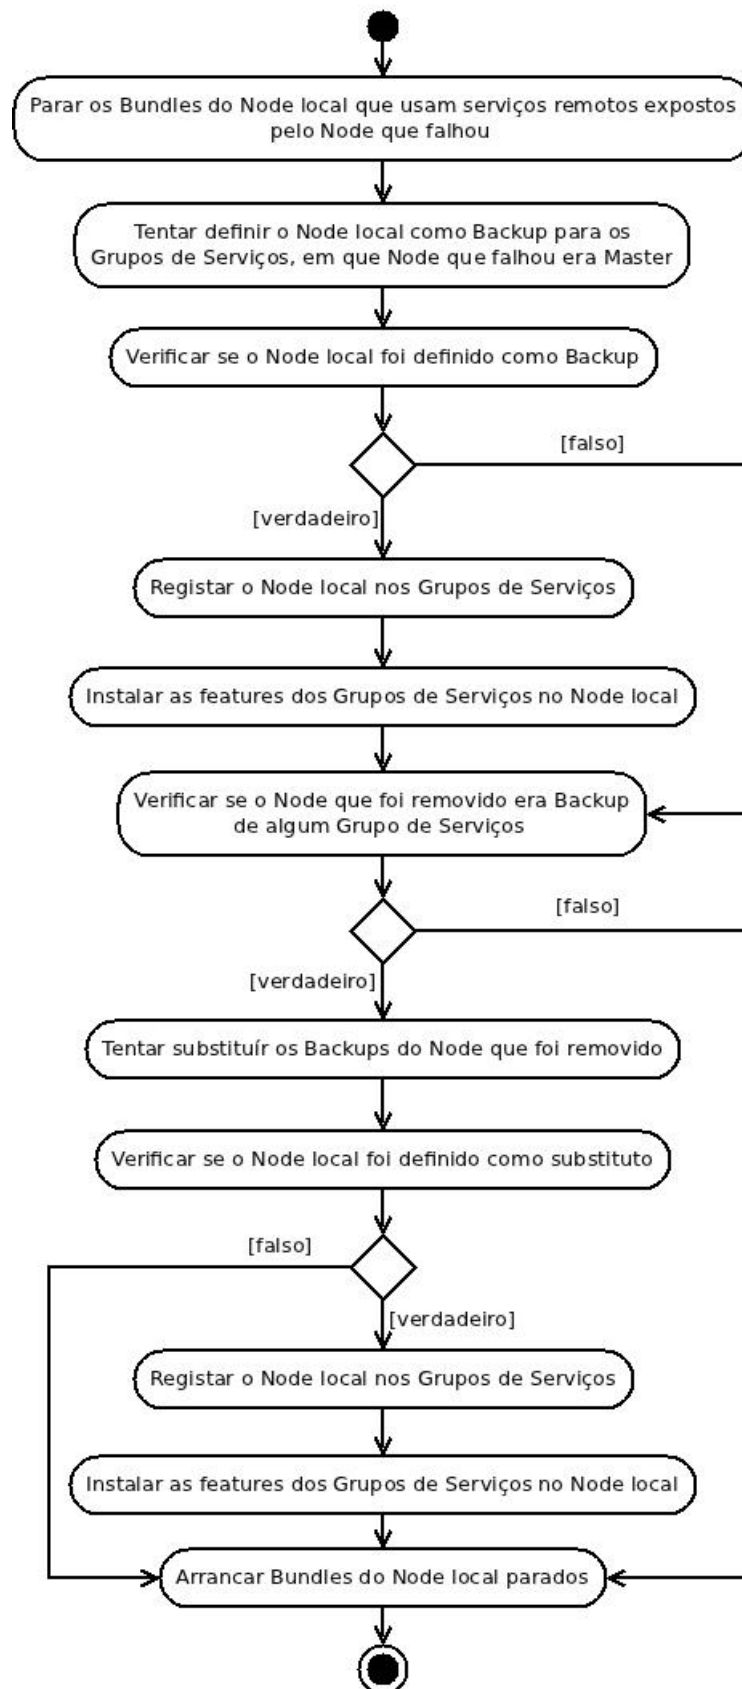 Parar os Bundles do Node local que usam serviços remotos expostos
pelo Node que falhou
Tentar definir o Node local como Backup para os
Grupos de Serviços, em que Node que falhou era Master
Verificar se o Node local foi definido como Backup
[falso]
[verdadeiro]
Registar o Node local nos Grupos de Serviços
Instalar as features dos Grupos de Serviços no Node local
Verificar se o Node que foi removido era Backup
de algum Grupo de Serviços
[falso]
[verdadeiro]
Tentar substituír os Backups do Node que foi removido
Verificar se o Node local foi definido como substituto
[falso]
[verdadeiro]
Registar o Node local nos Grupos de Serviços
Instalar as features dos Grupos de Serviços no Node local
Arrancar Bundles do Node local parados